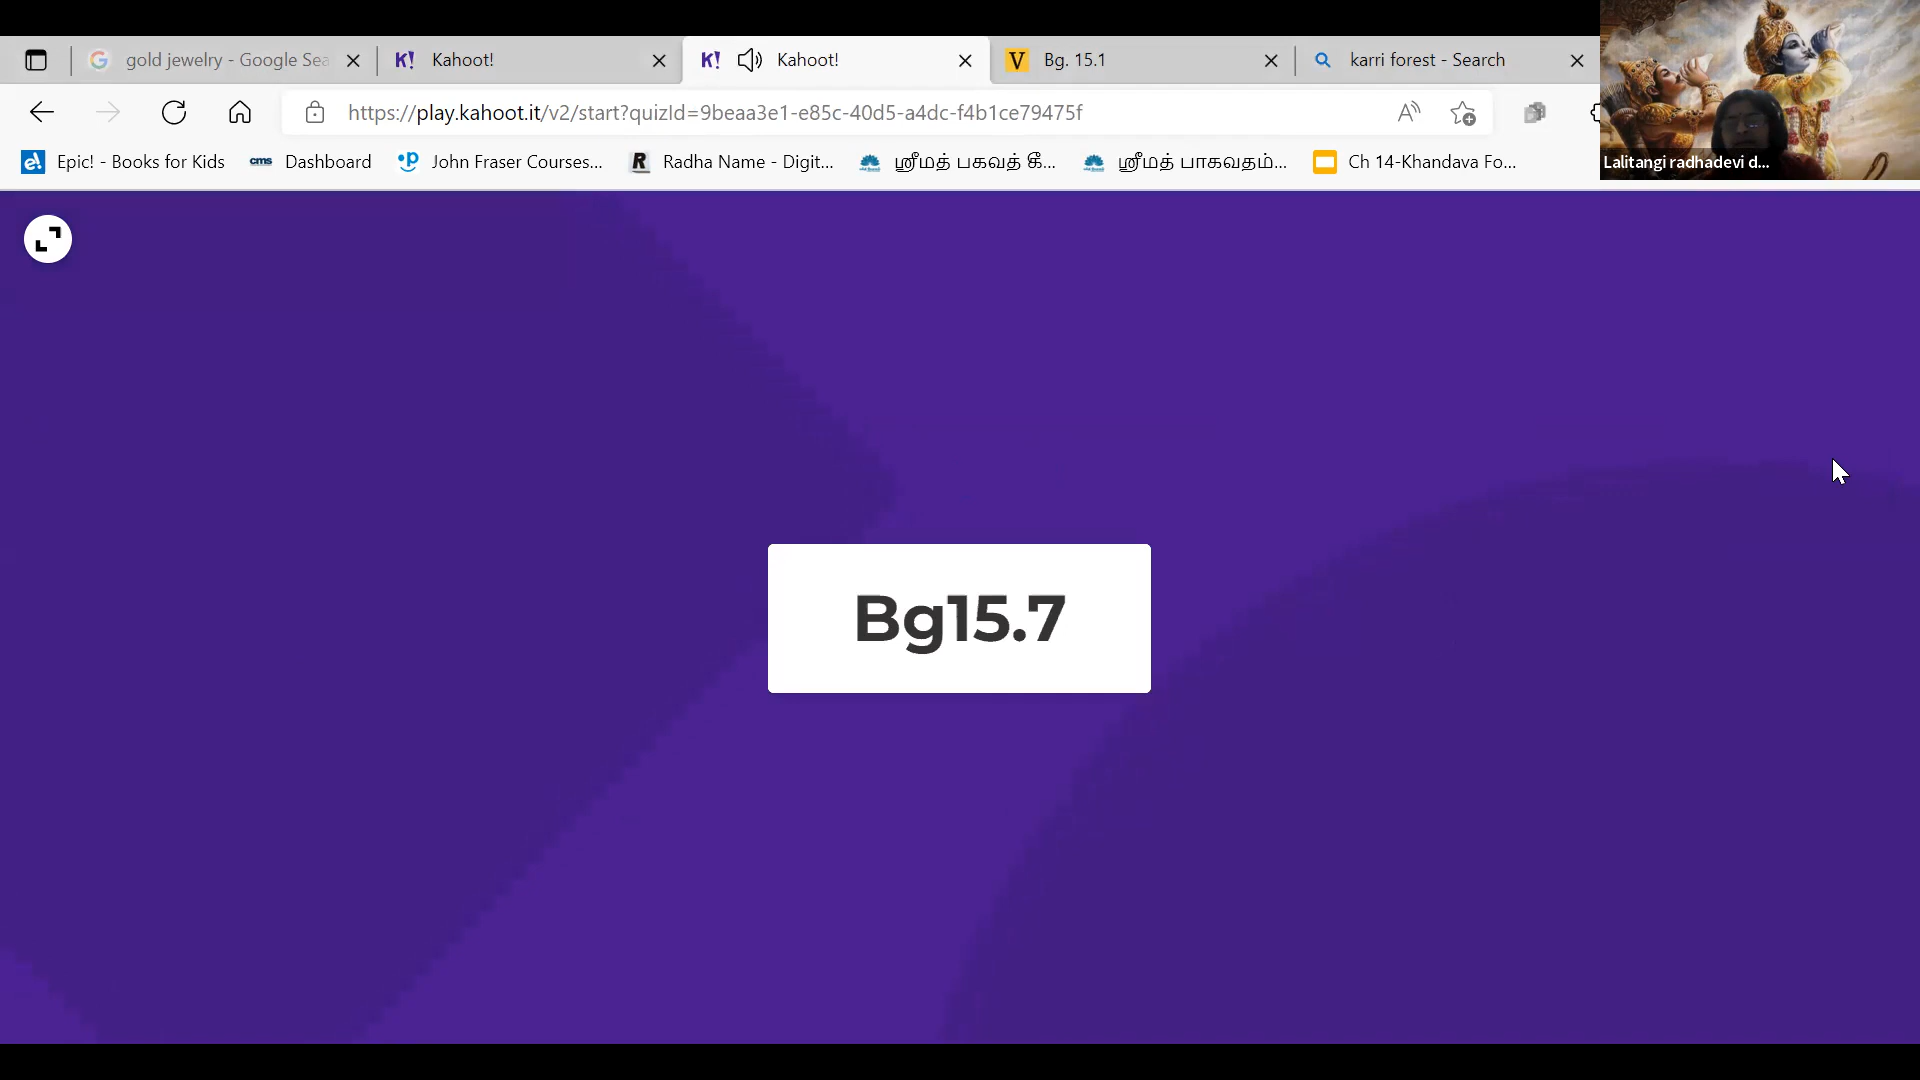 gold jewelry - Google Sea
K! Kahoot!
K! Kahoot!
V Bg. 15.1
karri forest - Search
https://play.kahoot.it/v2/start?quizId=9beaa3e1-e85c-40d5-a4dc-f4b1ce79475f
Epic! - Books for Kids
cms Dashboard
John Fraser Courses...
R Radha Name - Digit...
ஸ்ரீமத் பகவத் கீ...
ஸ்ரீமத் பாகவதம்...
Ch 14-Khandava Fo...
Lalitangi radhadevi d...
Bg15.7